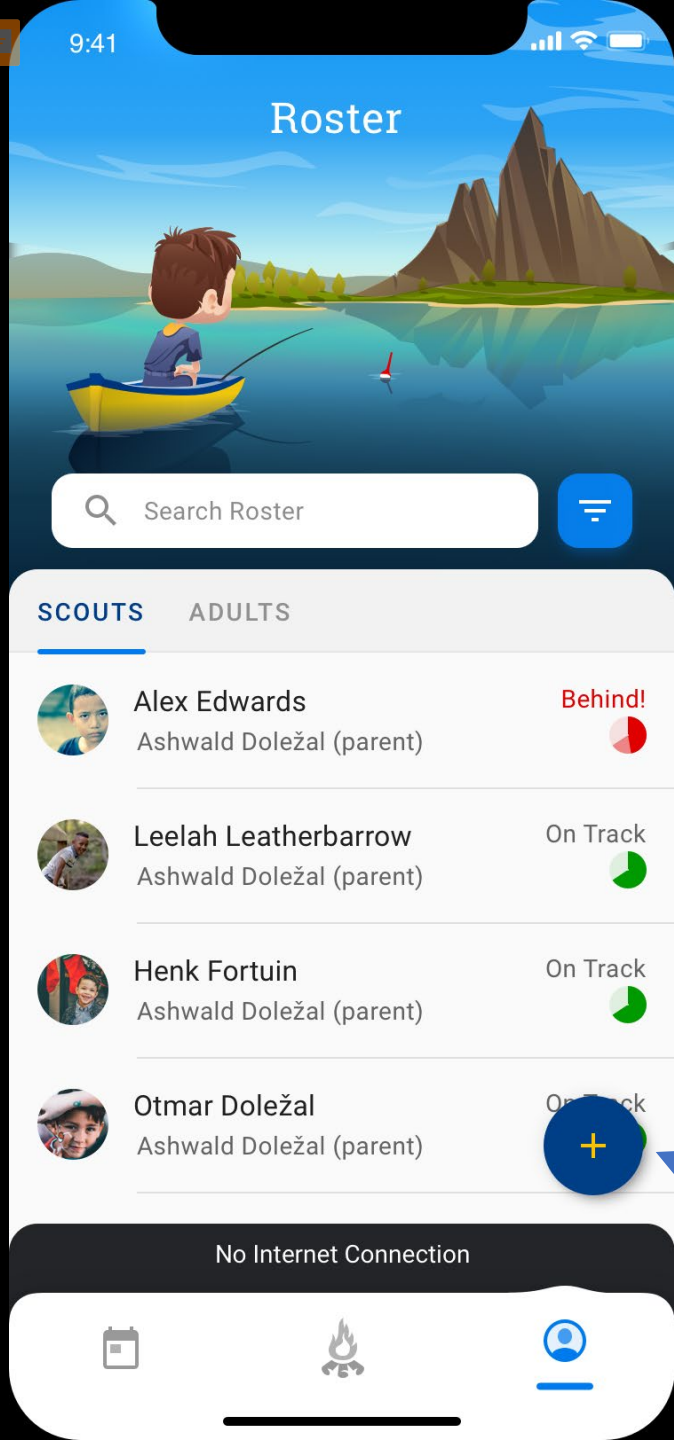 9:41
Roster
Search Roster
SCOUTS ADULTS
Alex Edwards Behind!
Ashwald Doležal (parent)
Leelah Leatherbarrow On Track
Ashwald Doležal (parent)
Henk Fortuin On Track
Ashwald Doležal (parent)
Otmar Doležal
Ashwald Doležal (parent)
No Internet Connection